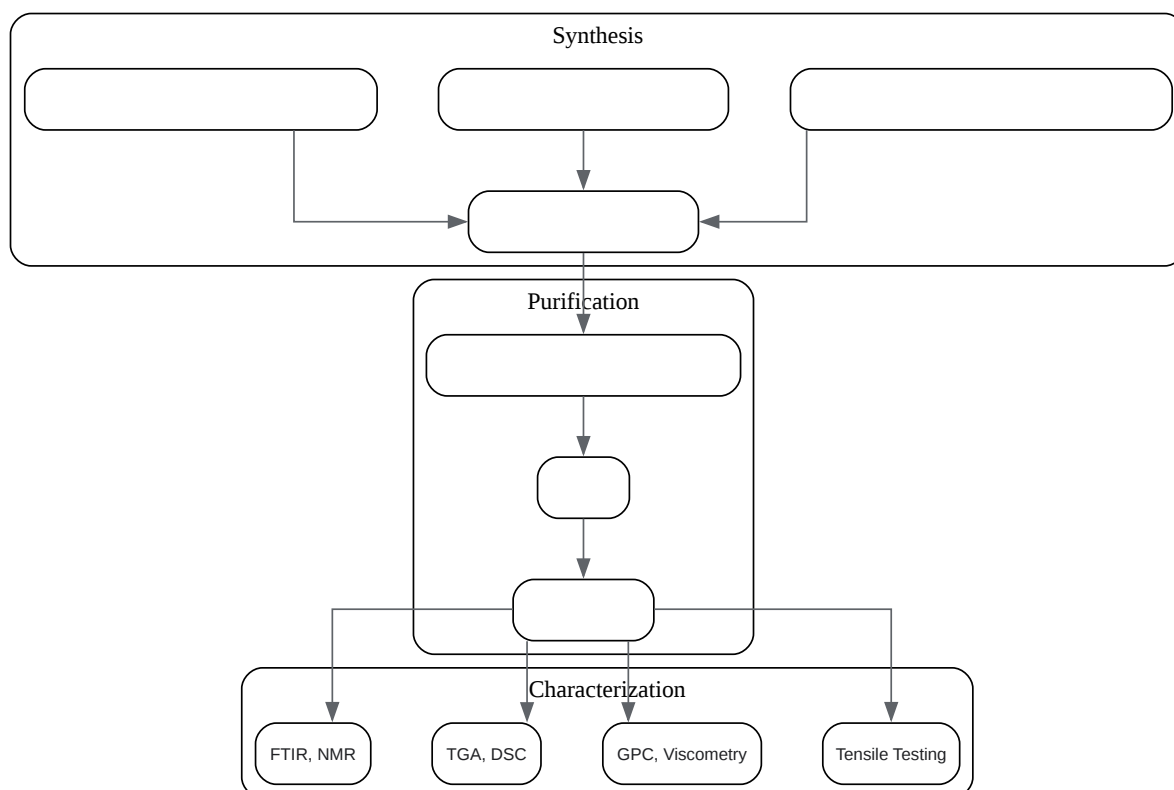 Synthesis
Purification
Characterization
FTIR, NMR
TGA, DSC
GPC, Viscometry
Tensile Testing